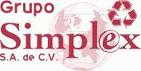 Grupo
Simplex
S.A. de C.V.